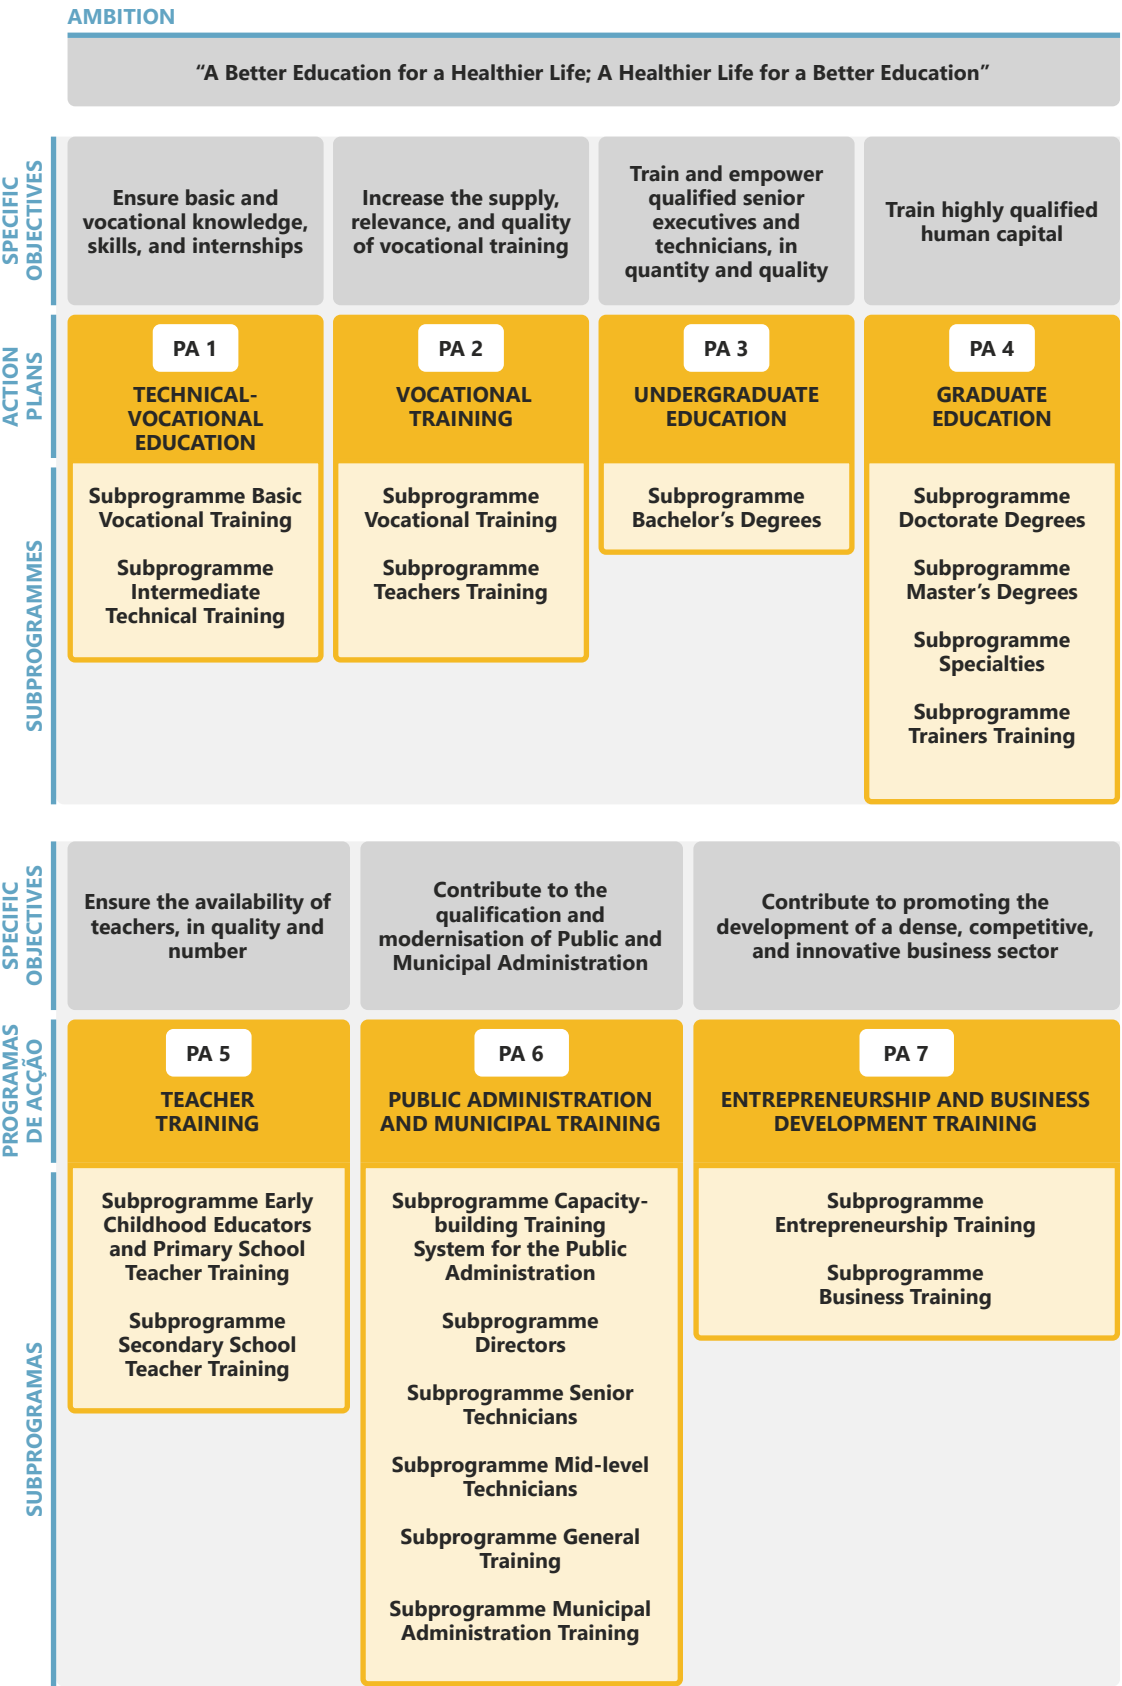 AMBITION
“A Better Education for a Healthier Life; A Healthier Life for a Better Education”
SPECIFIC
OBJECTIVES
Ensure basic and
vocational knowledge,
skills, and internships
Increase the supply,
relevance, and quality
of vocational training
Train and empower
qualified senior
executives and
technicians, in
quantity and quality
Train highly qualified
human capital
ACTION
PLANS
PA 1
TECHNICAL-
VOCATIONAL
EDUCATION
PA 2
VOCATIONAL
TRAINING
PA 3
UNDERGRADUATE
EDUCATION
PA 4
GRADUATE
EDUCATION
SUBPROGRAMMES
Subprogramme Basic
Vocational Training
Subprogramme
Intermediate
Technical Training
Subprogramme
Vocational Training
Subprogramme
Teachers Training
Subprogramme
Bachelor’s Degrees
Subprogramme
Doctorate Degrees
Subprogramme
Master’s Degrees
Subprogramme
Specialties
Subprogramme
Trainers Training
SPECIFIC
OBJECTIVES
Ensure the availability of
teachers, in quality and
number
Contribute to the
qualification and
modernisation of Public and
Municipal Administration
Contribute to promoting the
development of a dense, competitive,
and innovative business sector
PROGRAMAS
DE ACÇÃO
PA 5
TEACHER
TRAINING
PA 6
PUBLIC ADMINISTRATION
AND MUNICIPAL TRAINING
PA 7
ENTREPRENEURSHIP AND BUSINESS
DEVELOPMENT TRAINING
SUBPROGRAMAS
Subprogramme Early
Childhood Educators
and Primary School
Teacher Training
Subprogramme
Secondary School
Teacher Training
Subprogramme Capacity-
building Training
System for the Public
Administration
Subprogramme
Directors
Subprogramme Senior
Technicians
Subprogramme Mid-level
Technicians
Subprogramme General
Training
Subprogramme Municipal
Administration Training
Subprogramme
Entrepreneurship Training
Subprogramme
Business Training